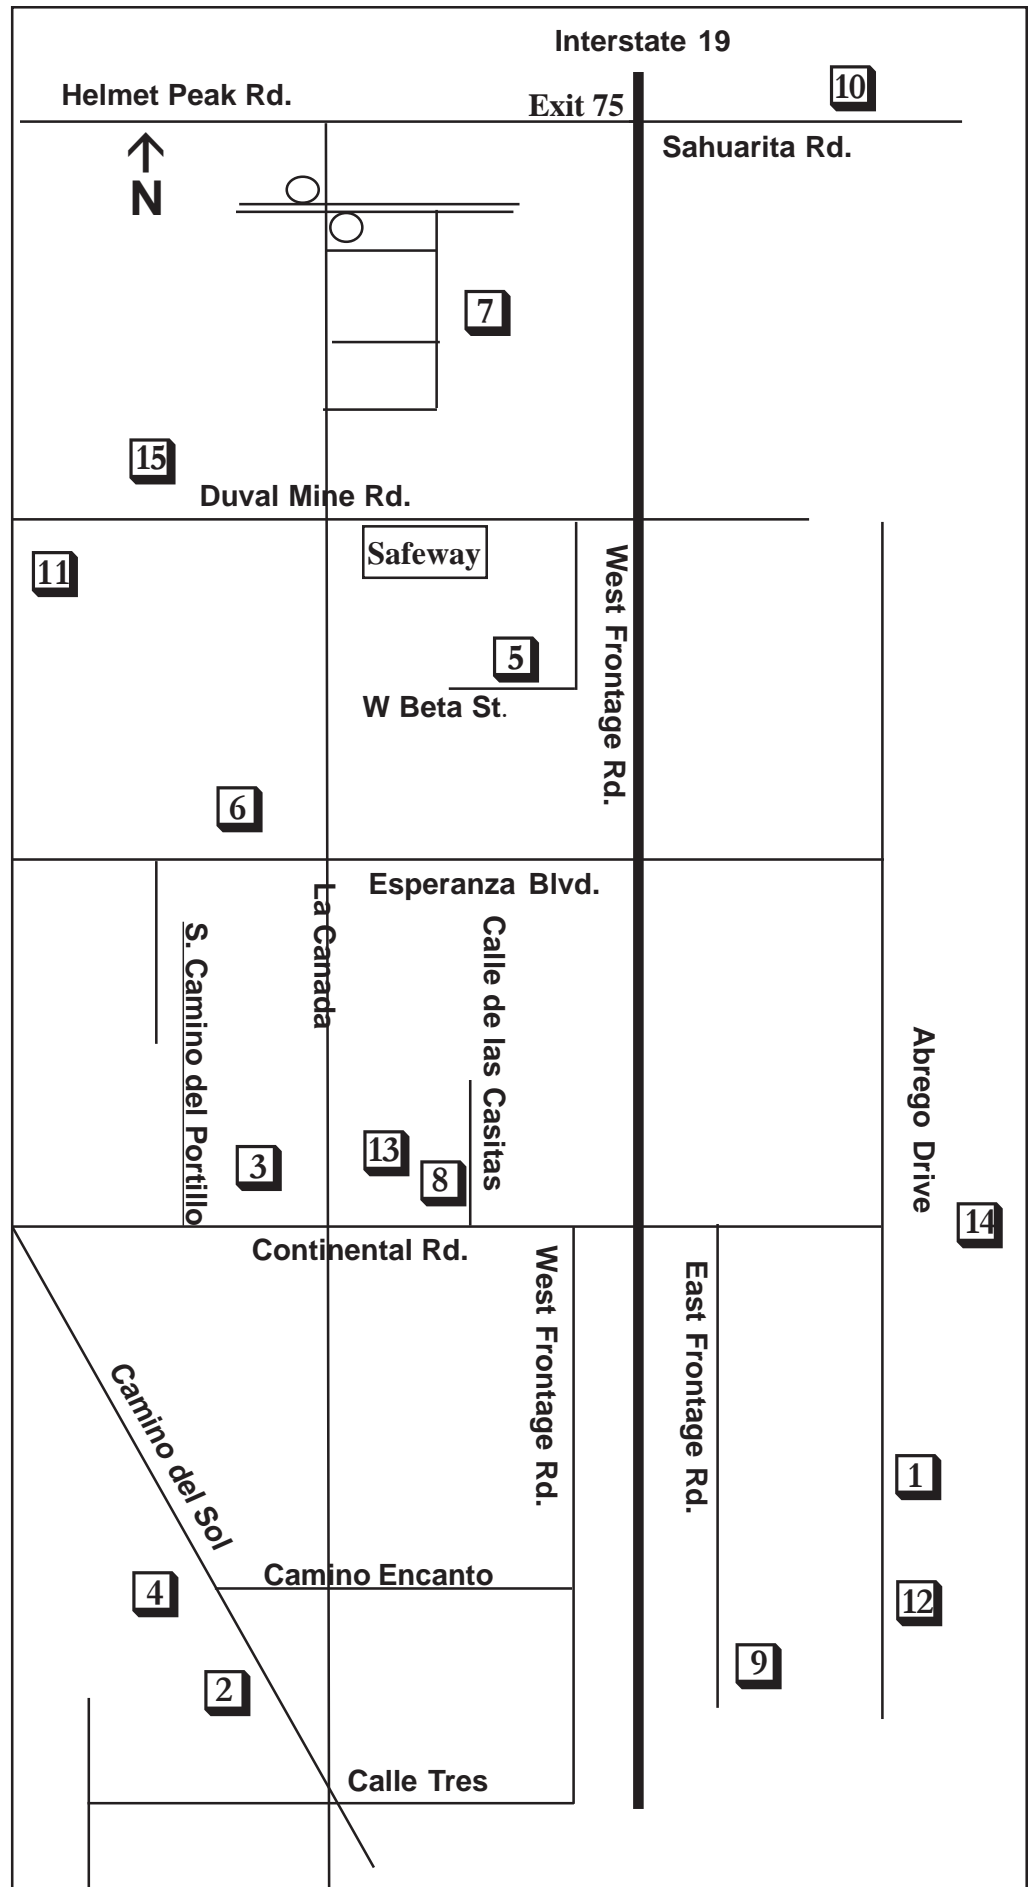 Interstate 19
10
Helmet Peak Rd.
Exit 75
Sahuarita Rd.
N
7
15
Duval Mine Rd.
Safeway
11
West Frontage Rd.
5
W Beta St.
6
Esperanza Blvd.
La Canada
S. Camino del Portillo
Calle de las Casitas
Abrego Drive
13
3
8
14
Continental Rd.
West Frontage Rd.
East Frontage Rd.
Camino del Sol
1
Camino Encanto
4
12
9
2
Calle Tres